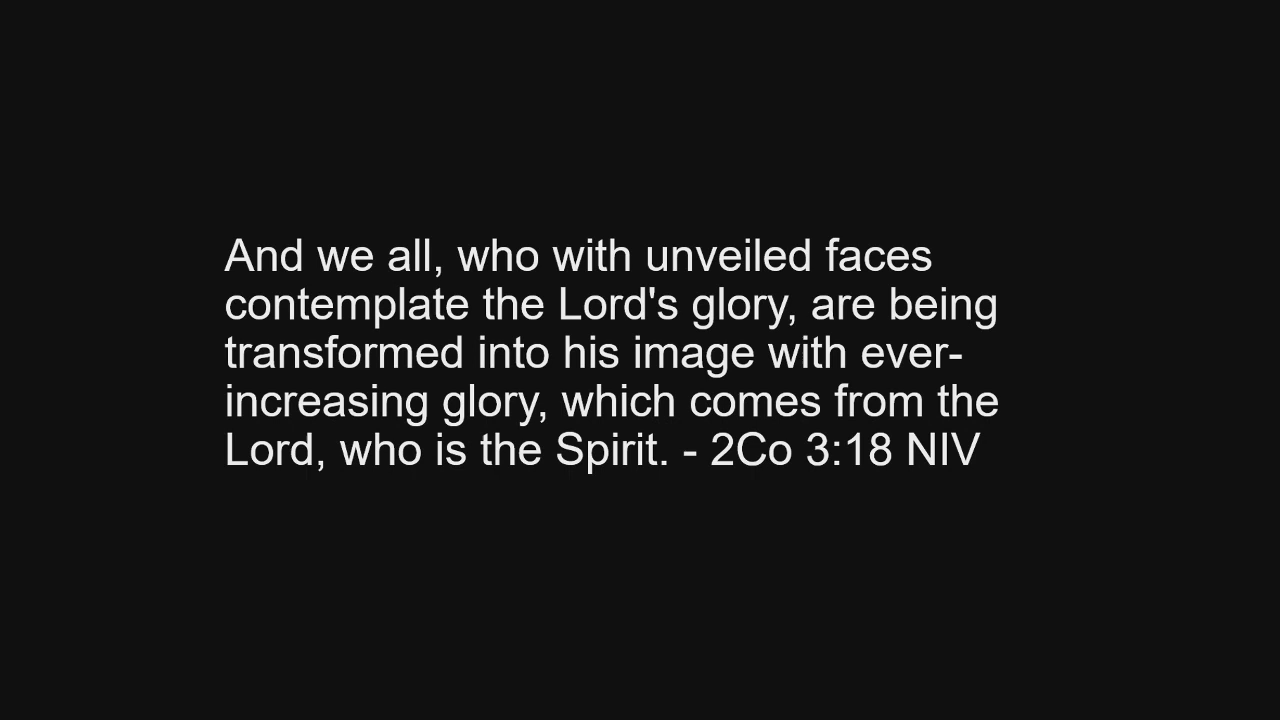 And we all, who with unveiled faces
contemplate the Lord's glory, are being
transformed into his image with ever-
increasing glory, which comes from the
Lord, who is the Spirit. - 2Co 3:18 NIV